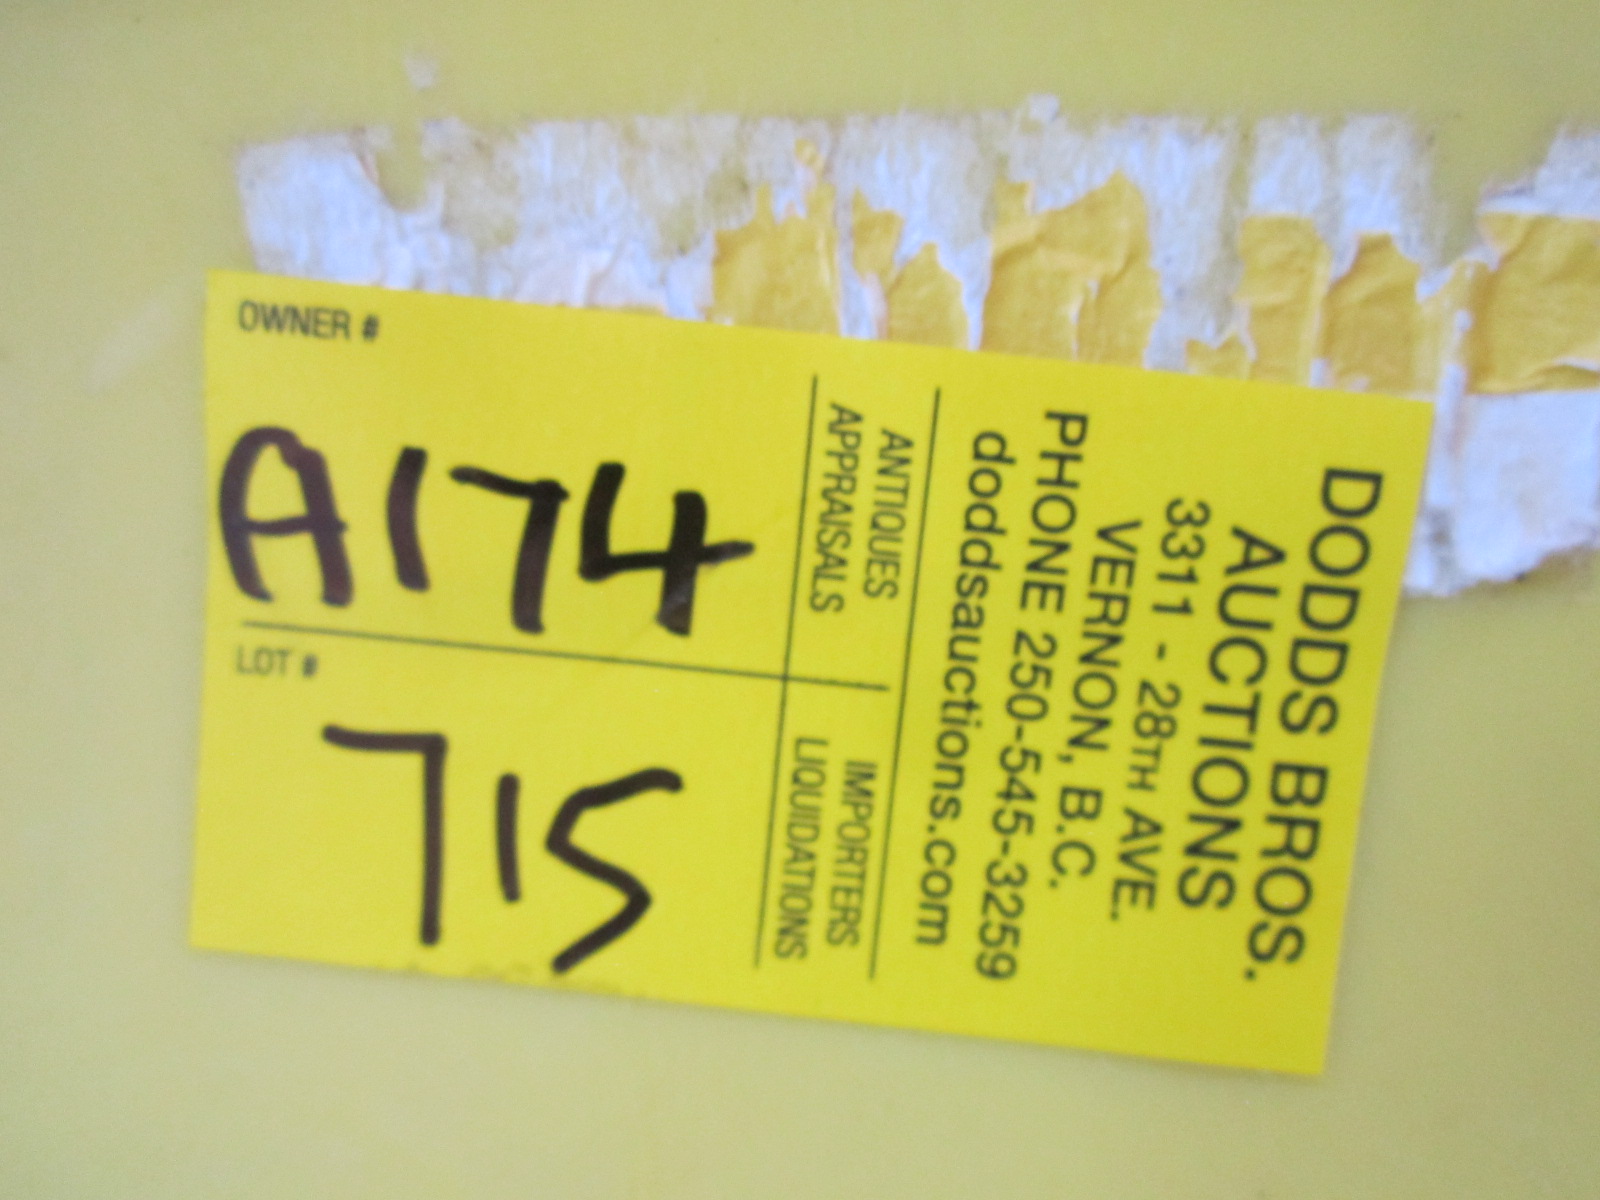 DODDS BROS.
AUCTIONS
3311 - 28TH AVE.
VERNON, B.C.
PHONE 250-545-3259
doddsauctions.com
ANTIQUES
APPRAISALS
IMPORTERS
LIQUIDATIONS
OWNER #
A174
LOT #
715